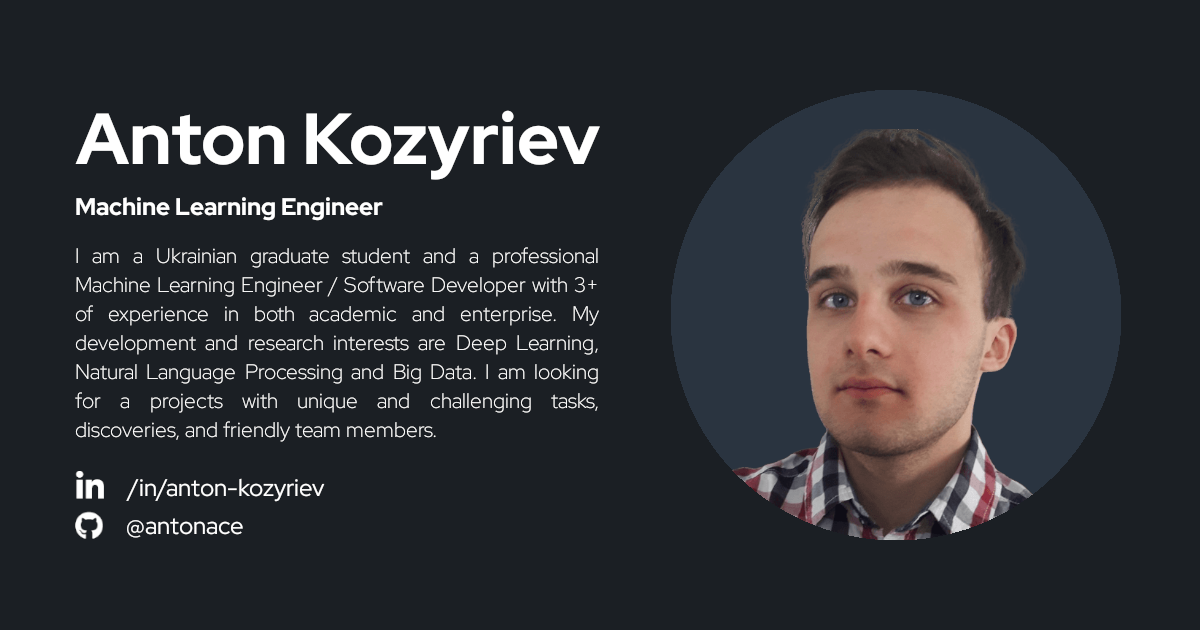 Anton Kozyriev
Machine Learning Engineer
I am a Ukrainian graduate student and a professional
Machine Learning Engineer / Software Developer with 3+
of experience in both academic and enterprise. My
development and research interests are Deep Learning,
Natural Language Processing and Big Data. I am looking
for a projects with unique and challenging tasks,
discoveries, and friendly team members.
in /in/anton-kozyriev
@antonace